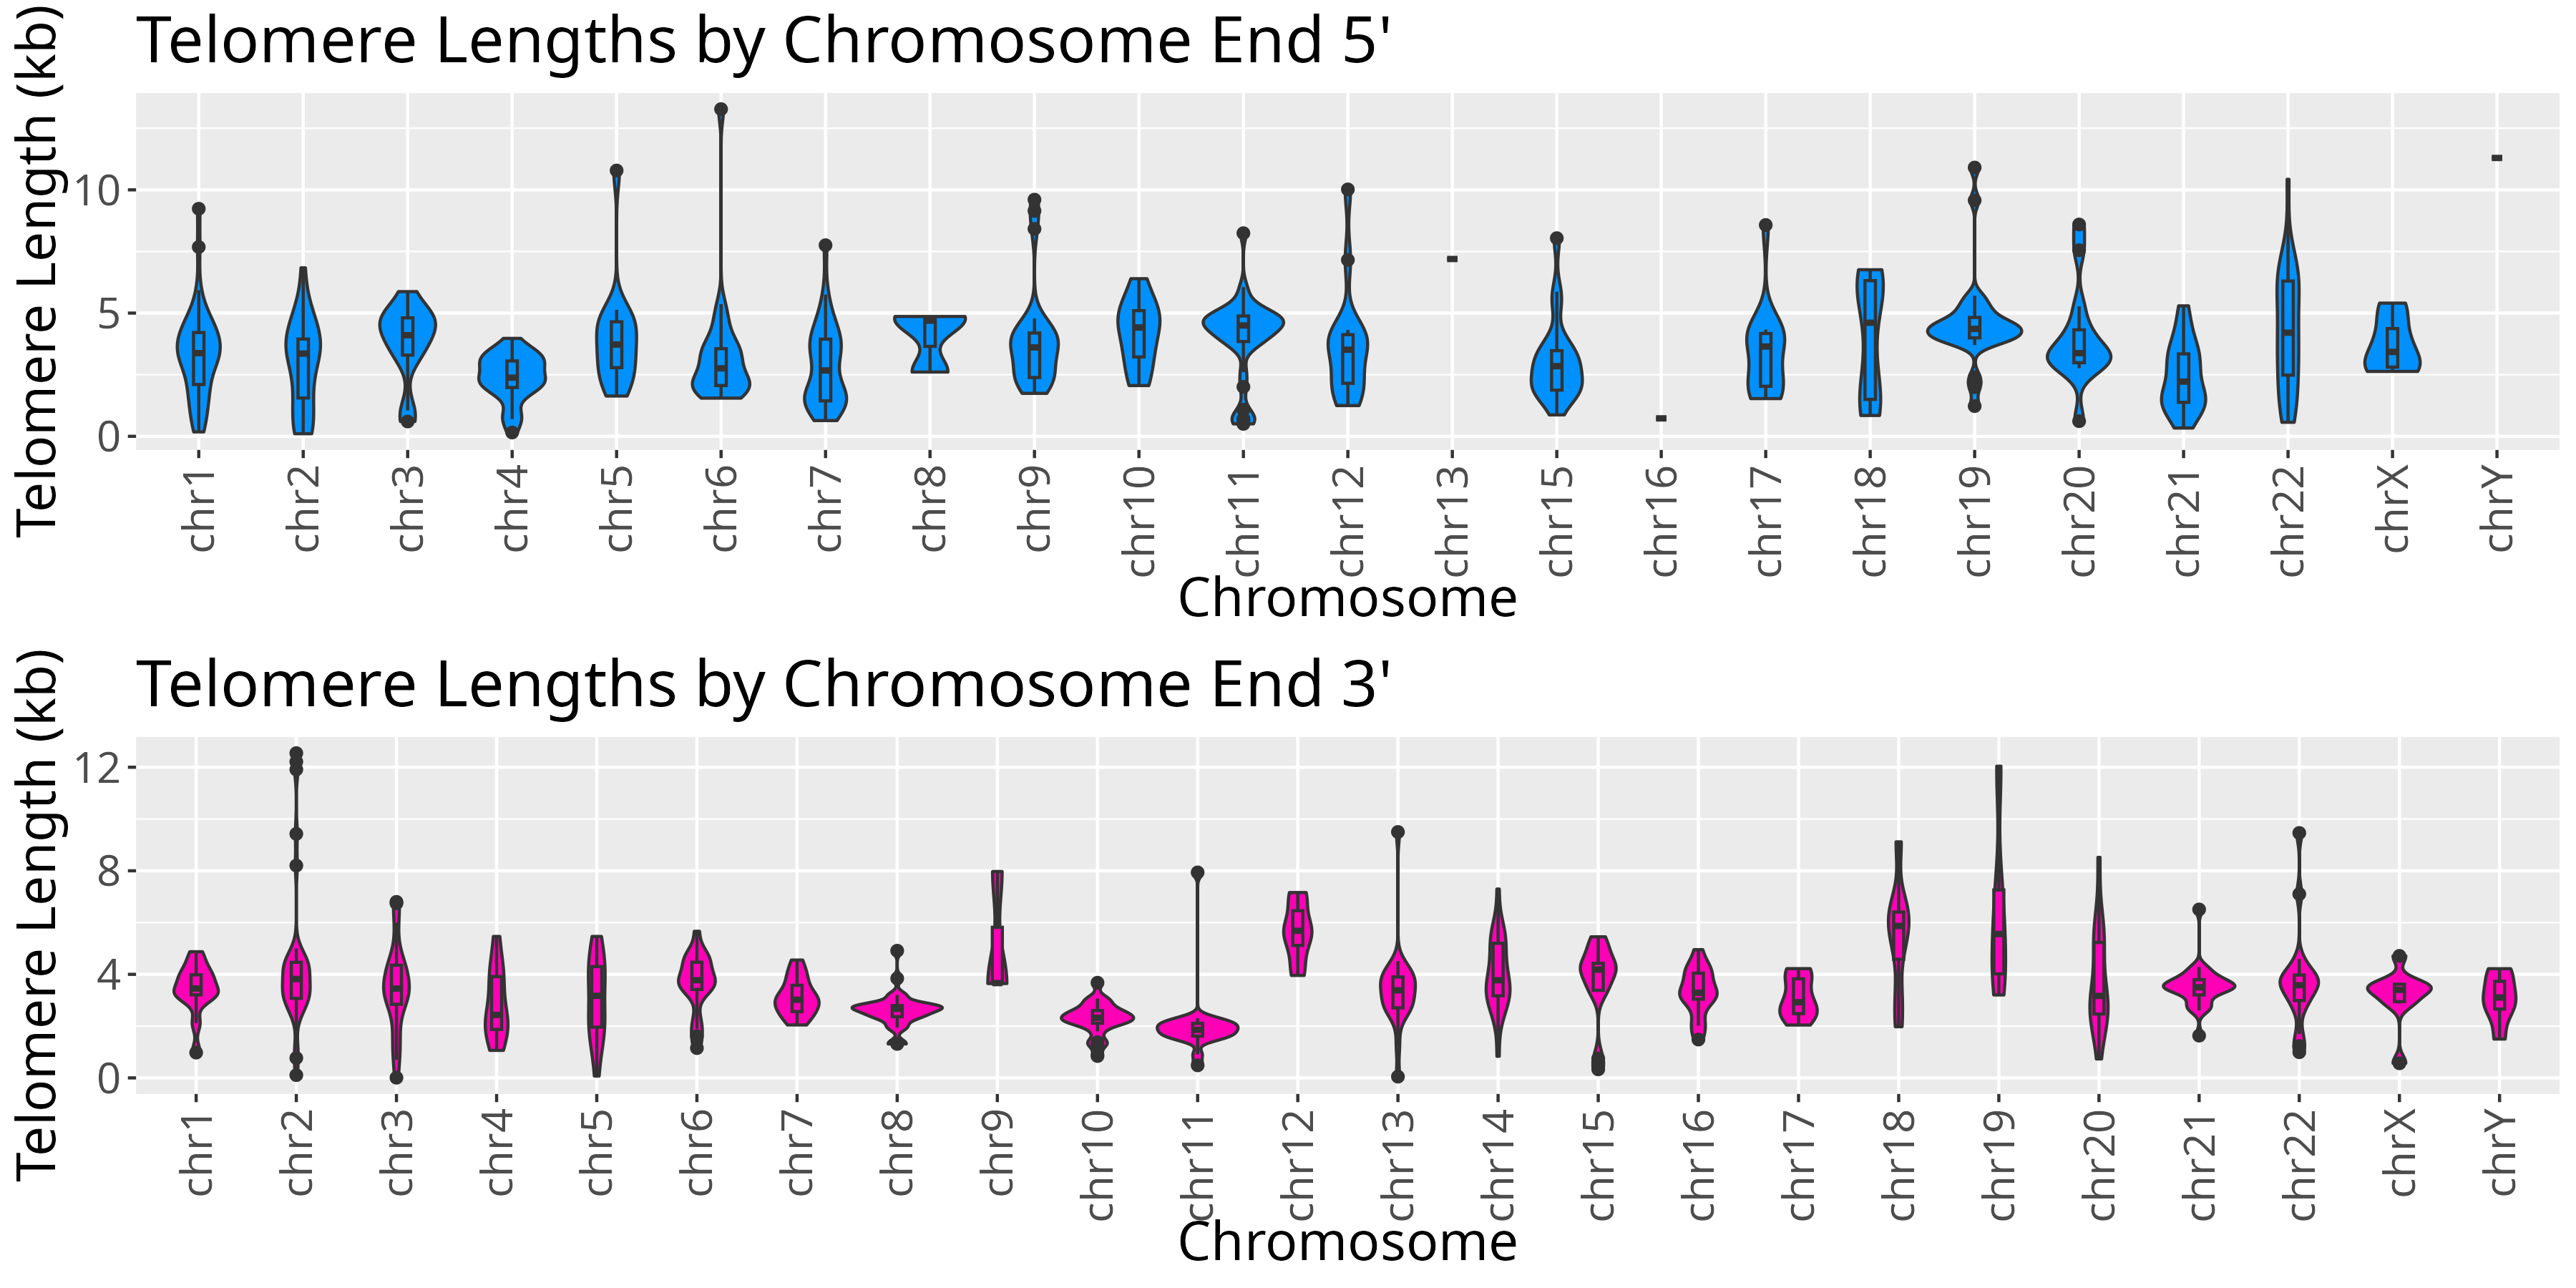 Telomere Lengths by Chromosome End 5'
Telomere Length (kb)
10
5
0
chr1 chr2 chr3 chr4 chr5 chr6 chr7 chr8 chr9 chr10 chr11 chr12 chr13 chr15 chr16 chr17 chr18 chr19 chr20 chr21 chr22 chrX chrY
Chromosome
Telomere Lengths by Chromosome End 3'
Telomere Length (kb)
12
8
4
0
chr1 chr2 chr3 chr4 chr5 chr6 chr7 chr8 chr9 chr10 chr11 chr12 chr13 chr14 chr15 chr16 chr17 chr18 chr19 chr20 chr21 chr22 chrX chrY
Chromosome